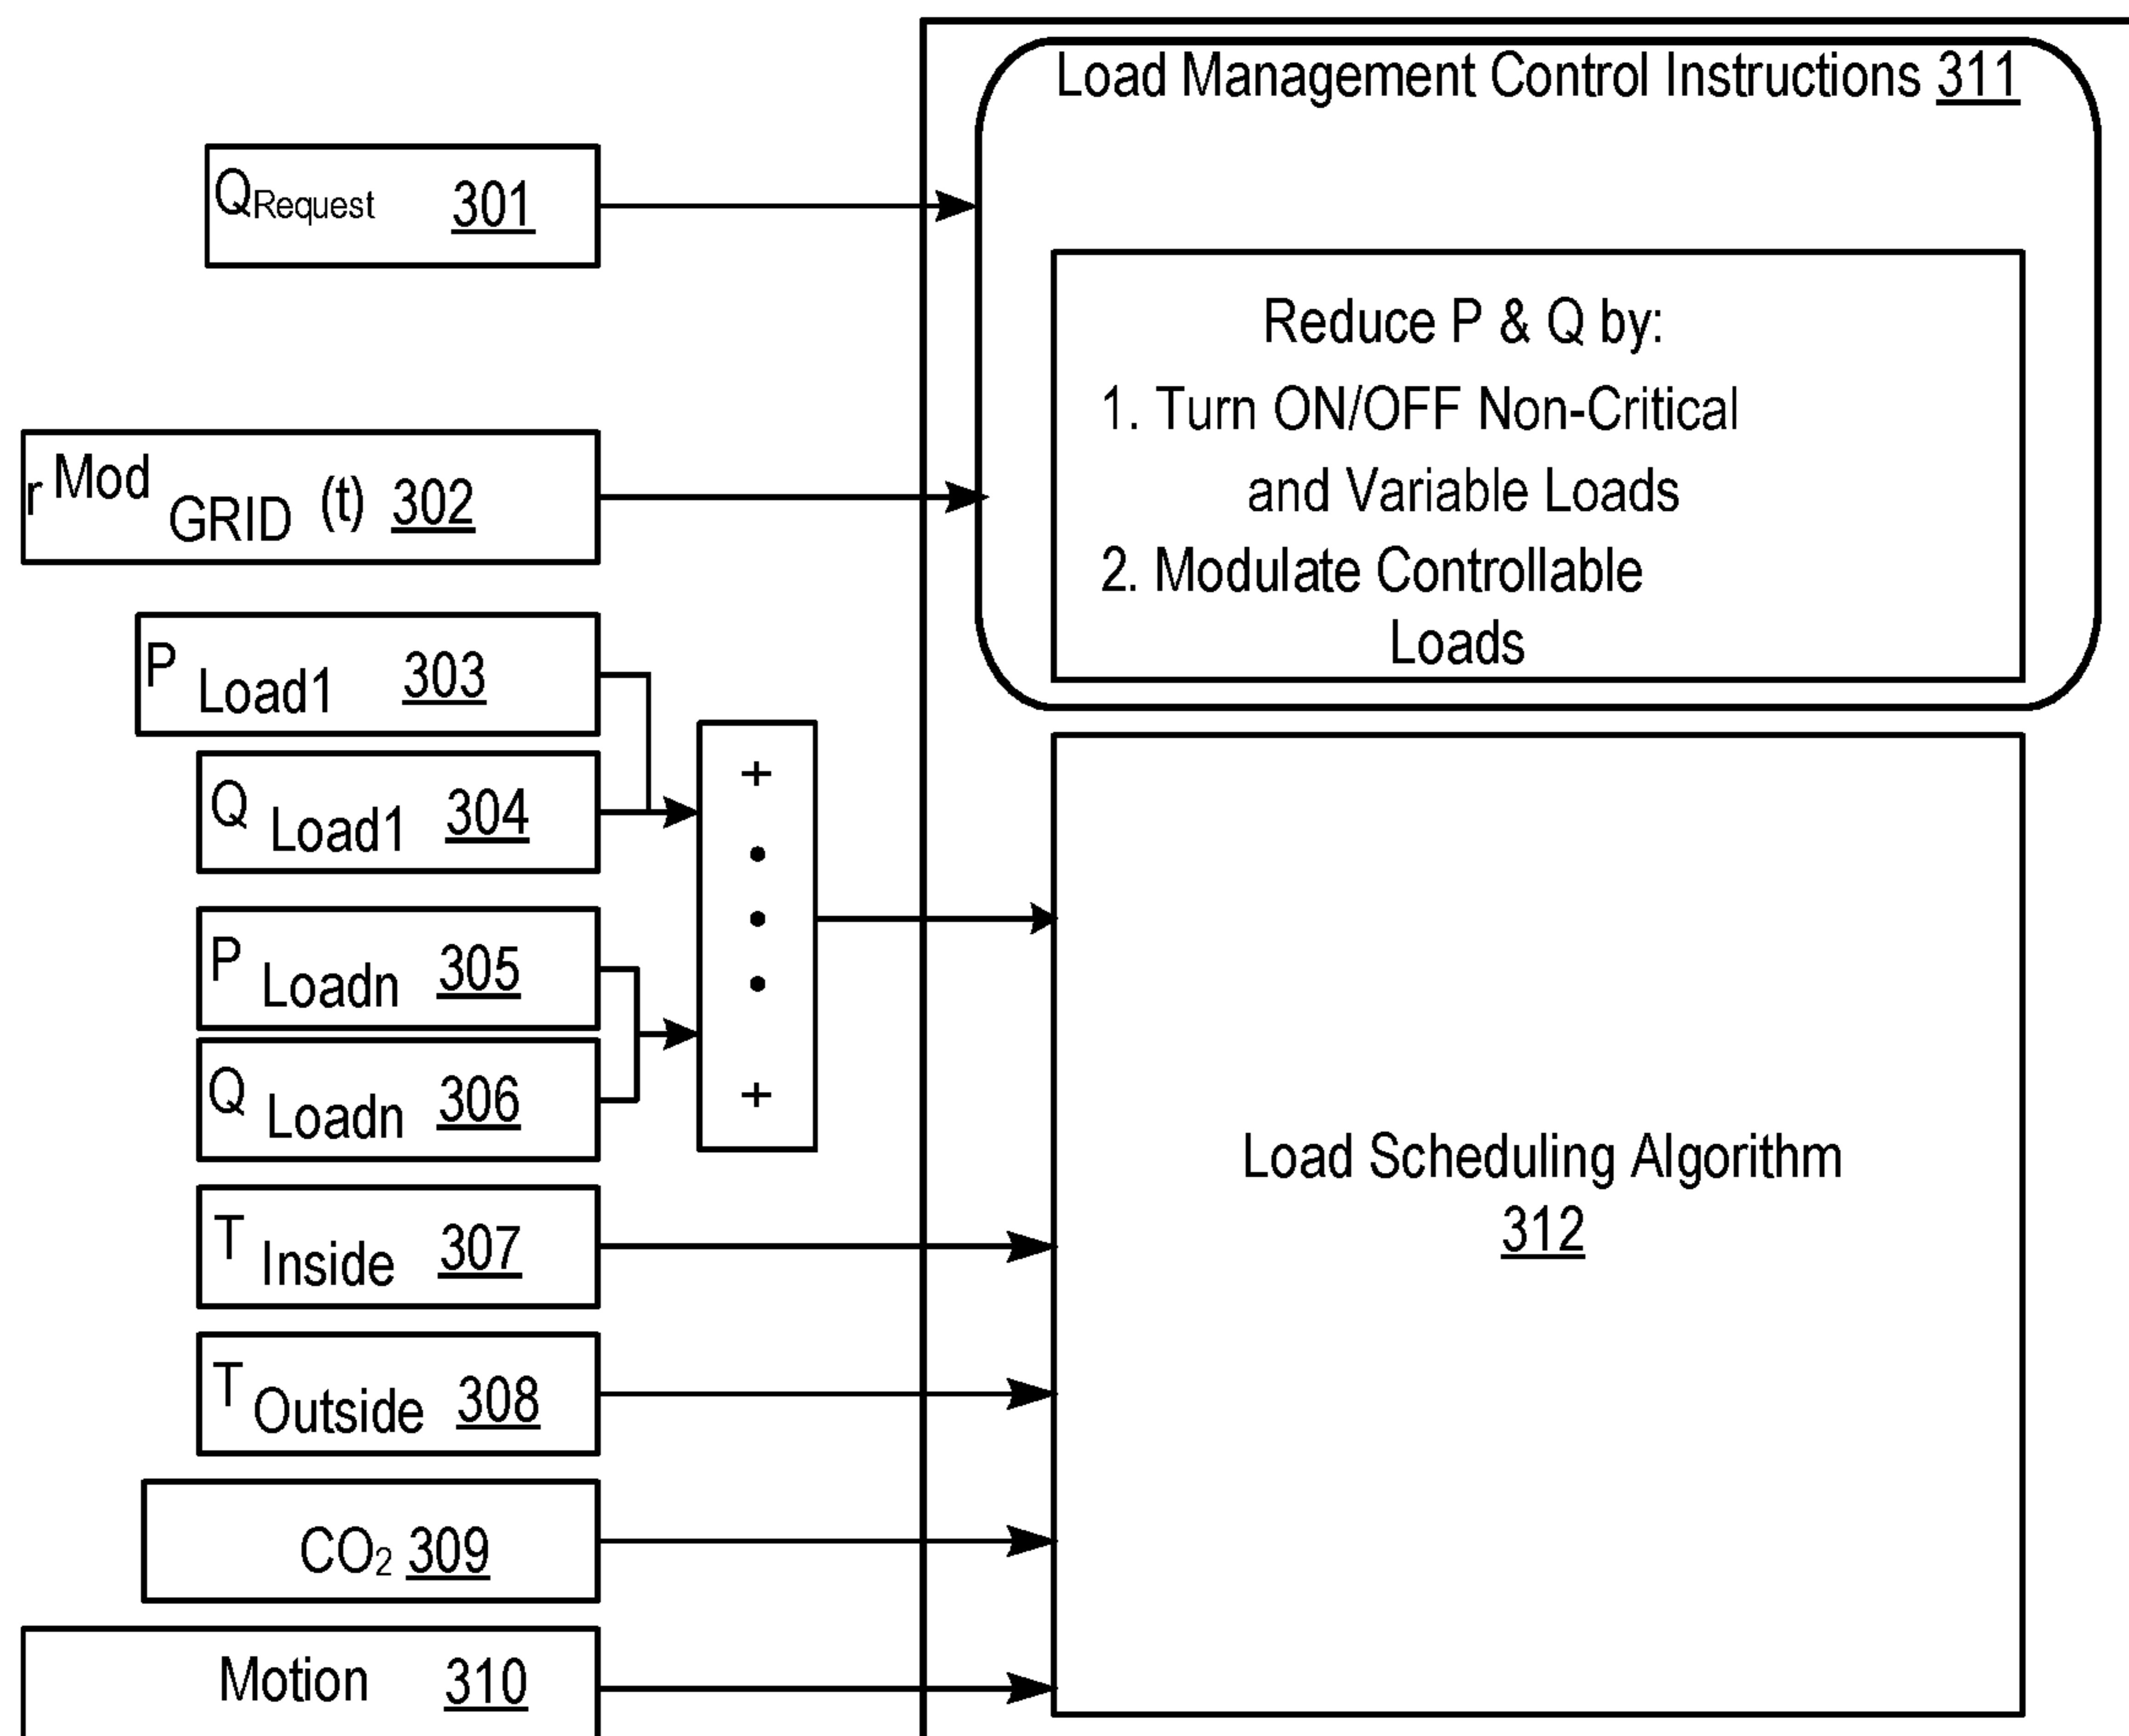 Load Management Control Instructions 311
QRequest 301
Reduce P & Q by:
1. Turn ON/OFF Non-Critical
and Variable Loads
2. Modulate Controllable
Loads
r Mod GRID (t) 302
P Load1 303
Q Load1 304
P Loadn 305
Q Loadn 306
+
+
T Inside 307
T Outside 308
CO₂ 309
Motion 310
Load Scheduling Algorithm
312